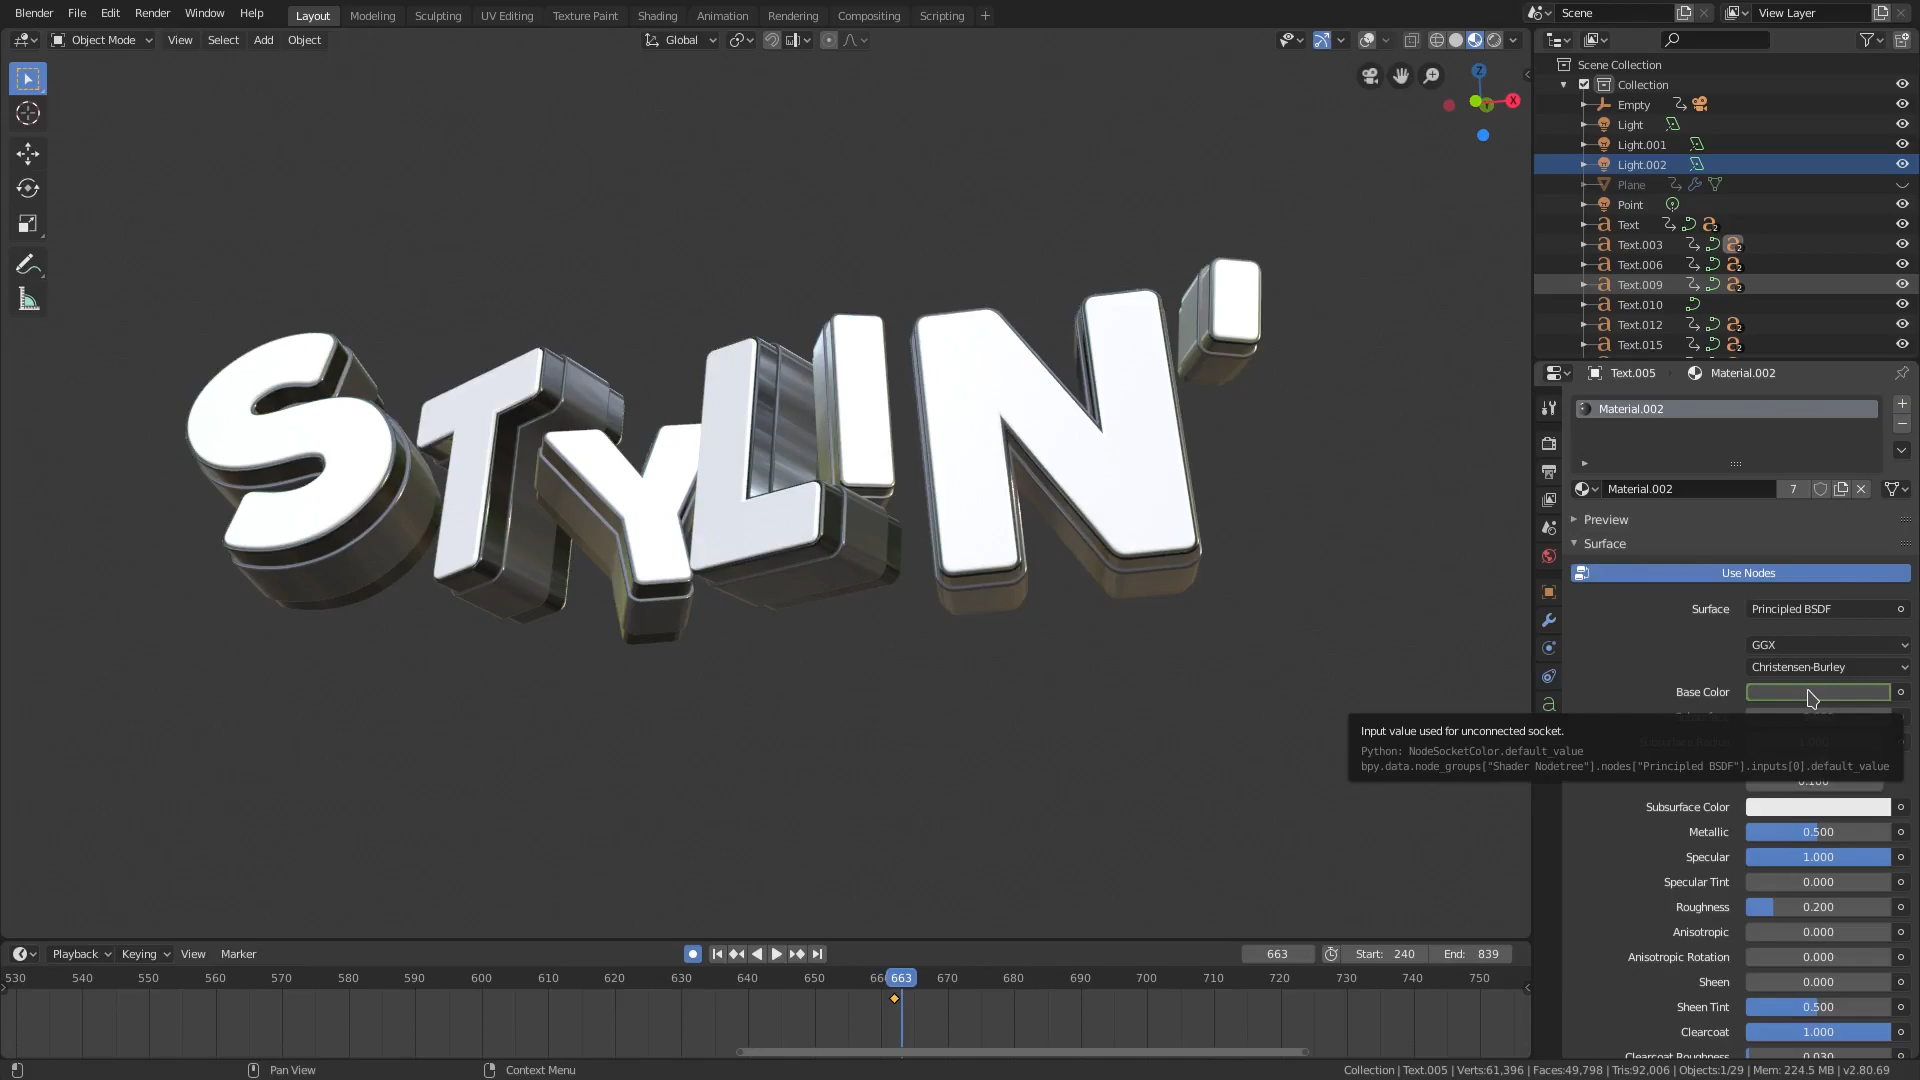 Blender File Edit Render Window Help Layout Modeling Sculpting UV Editing Texture Paint Shading Animation Rendering Compositing Scripting + Scene View Layer
Object Mode View Select Add Object Global
Scene Collection
Collection
Empty
Light
Light.001
Light.002
Plane
Point
Text
Text.003
Text.006
Text.009
Text.010
Text.012
Text.015
STYLIN'
Text.005 Material.002
Material.002
Material.002 7
Preview
Surface
Use Nodes
Surface Principled BSDF
GGX
Christensen-Burley
Base Color
Input value used for unconnected socket.
Python: NodeSocketColor.default_value
bpy.data.node_groups["Shader Nodetree"].nodes["Principled BSDF"].inputs[0].default_value
Subsurface Color
Metallic 0.500
Specular 1.000
Specular Tint 0.000
Roughness 0.200
Anisotropic 0.000
Anisotropic Rotation 0.000
Sheen 0.000
Sheen Tint 0.500
Clearcoat 1.000
Clearcoat Roughness 0.030
Playback Keying View Marker 663 Start: 240 End: 839
530 540 550 560 570 580 590 600 610 620 630 640 650 66 663 670 680 690 700 710 720 730 740 750
Pan View Context Menu Collection | Text.005 | Verts:61,396 | Faces:49,798 | Tris:92,006 | Objects:1/29 | Mem: 224.5 MB | v2.80.69